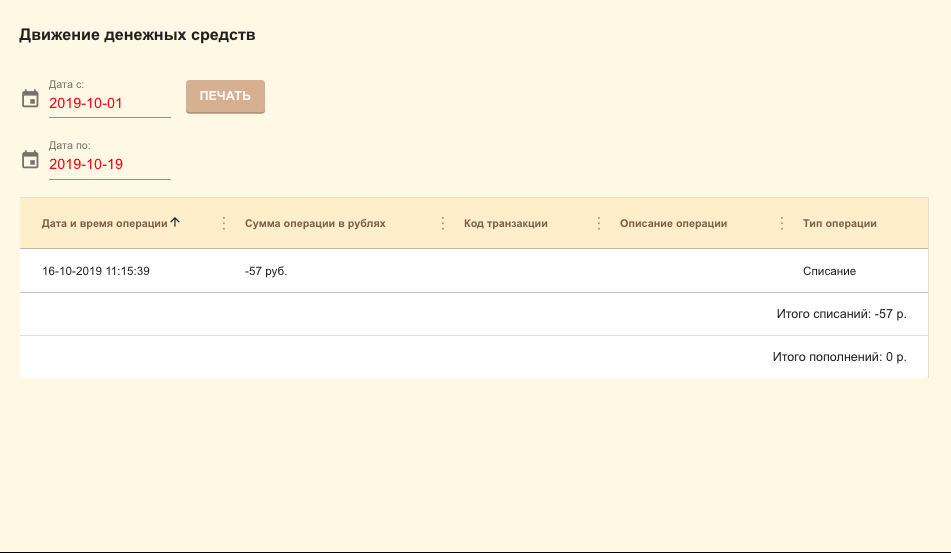 Движение денежных средств
Дата с:
2019-10-01
ПЕЧАТЬ
Дата по:
2019-10-19
Дата и время операции Сумма операции в рублях Код транзакции Описание операции Тип операции
16-10-2019 11:15:39 -57 руб. Списание
Итого списаний: -57 р.
Итого пополнений: 0 р.